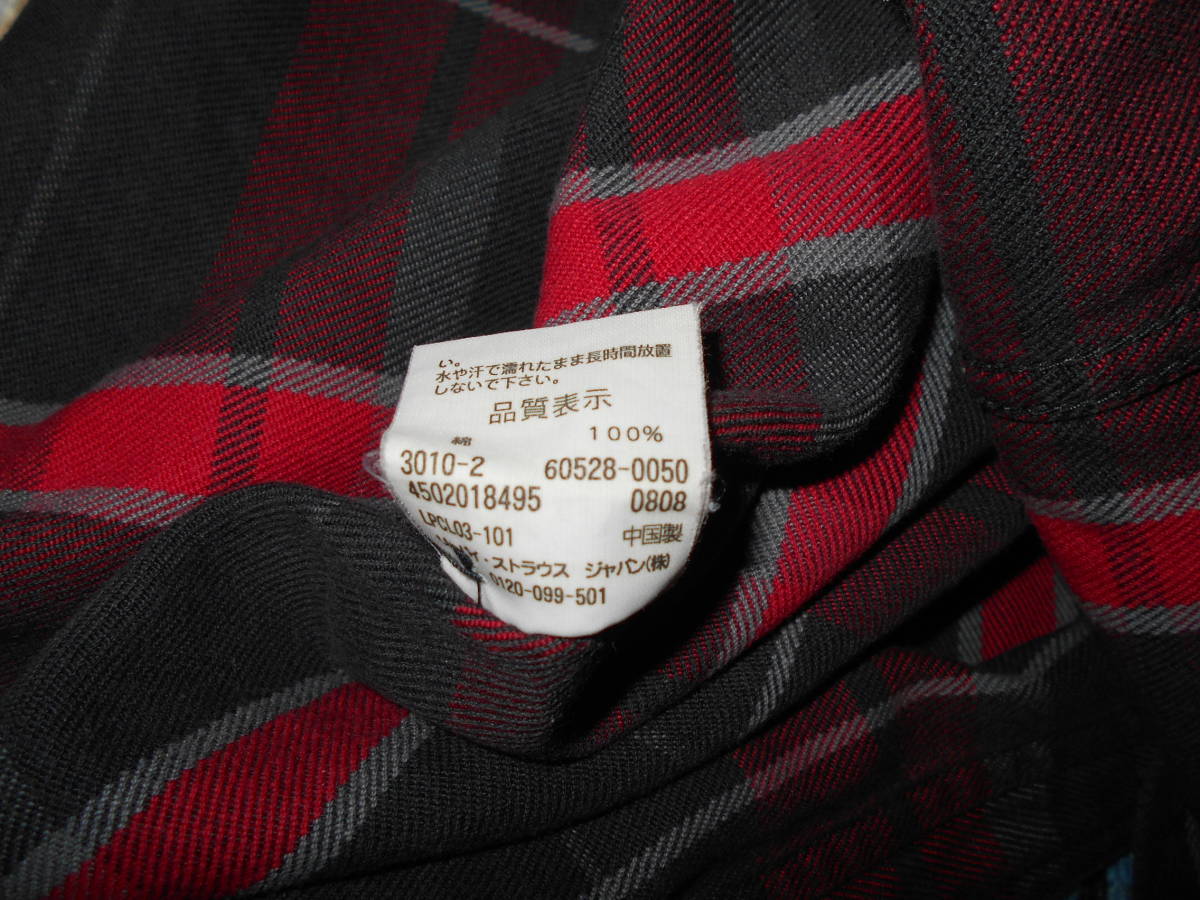 い。
水や汗で濡れたまま長時間放置
しないで下さい。
品質表示
綿 100%
3010-2 60528-0050
4502018495 0808
LPCL03-101 中国製
ストラウス ジャパン(株)
0120-099-501